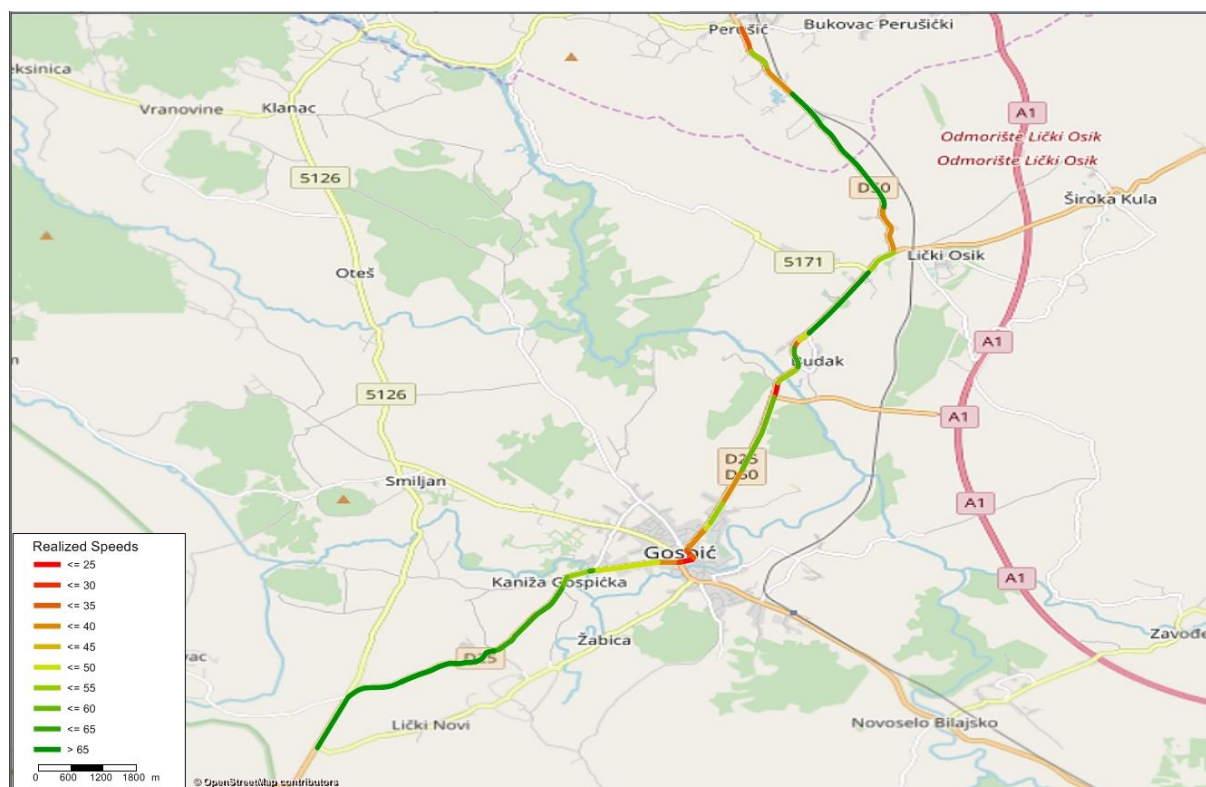 Perušić
Bukovac Perušički
eksinica
Vranovine
Klanac
A1
Odmorište Lički Osik
Odmorište Lički Osik
5126
D50
Široka Kula
5171
Lički Osik
Oteš
A1
Budak
5126
A1
D25
D50
Smiljan
A1
Gospić
Kaniža Gospićka
A1
Žabica
Zavođe
vac
D25
Lički Novi
Novoselo Bilajsko
Realized Speeds
<= 25
<= 30
<= 35
<= 40
<= 45
<= 50
<= 55
<= 60
<= 65
> 65
0 600 1200 1800 m
© OpenStreetMap contributors